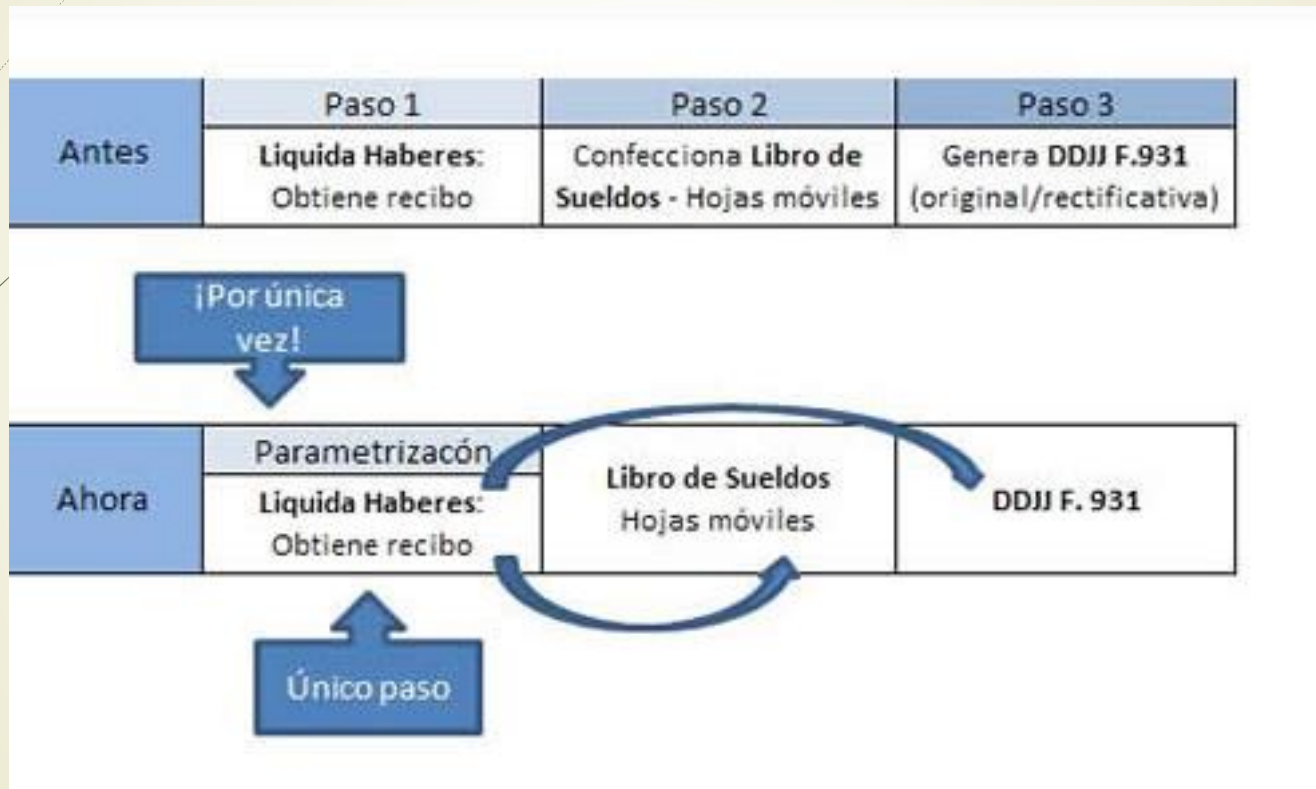 Antes
Paso 1
Paso 2
Paso 3
Liquida Haberes:
Obtiene recibo
Confecciona Libro de
Sueldos - Hojas móviles
Genera DDJJ F.931
(original/rectificativa)
¡Por única
vez!
Ahora
Parametrizacón
Liquida Haberes:
Obtiene recibo
Libro de Sueldos
Hojas móviles
DDJJ F. 931
Único paso